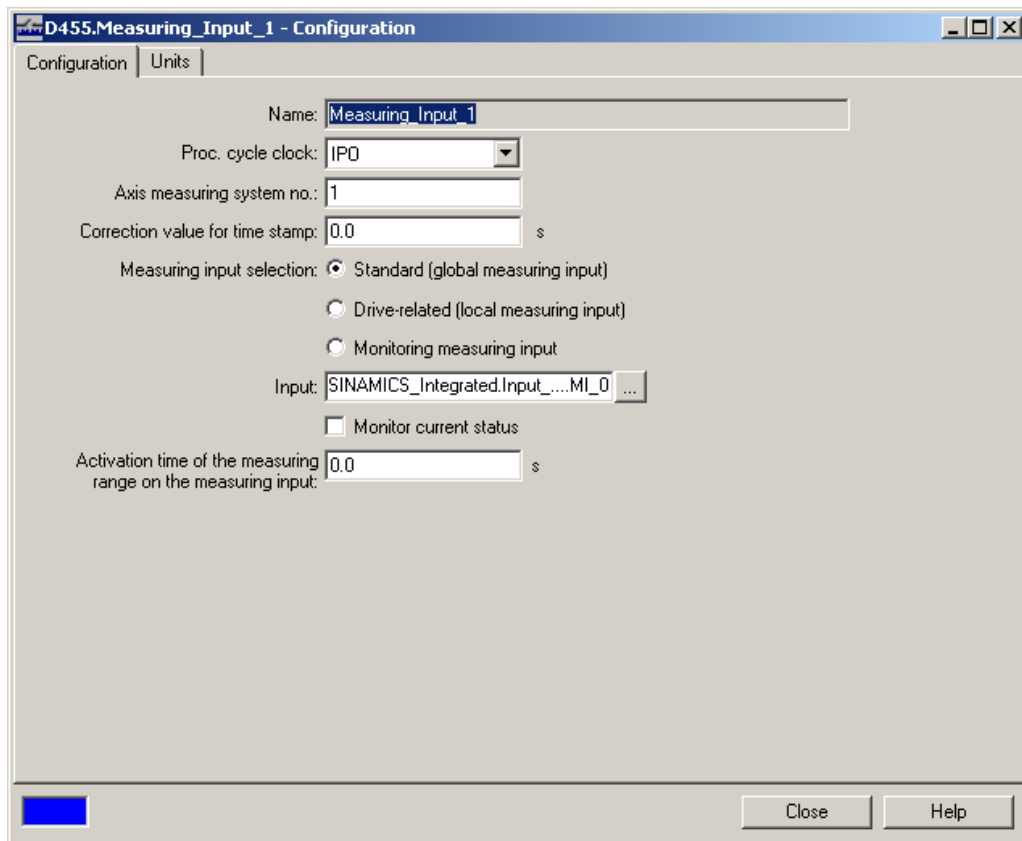 D455.Measuring_Input_1 - Configuration
Configuration Units
Name: Measuring_Input_1
Proc. cycle clock: IPO
Axis measuring system no.: 1
Correction value for time stamp: 0.0 s
Measuring input selection: Standard (global measuring input)
Drive-related (local measuring input)
Monitoring measuring input
Input: SINAMICS_Integrated.Input_....MI_0 ...
Monitor current status
Activation time of the measuring
range on the measuring input: 0.0 s
Close Help